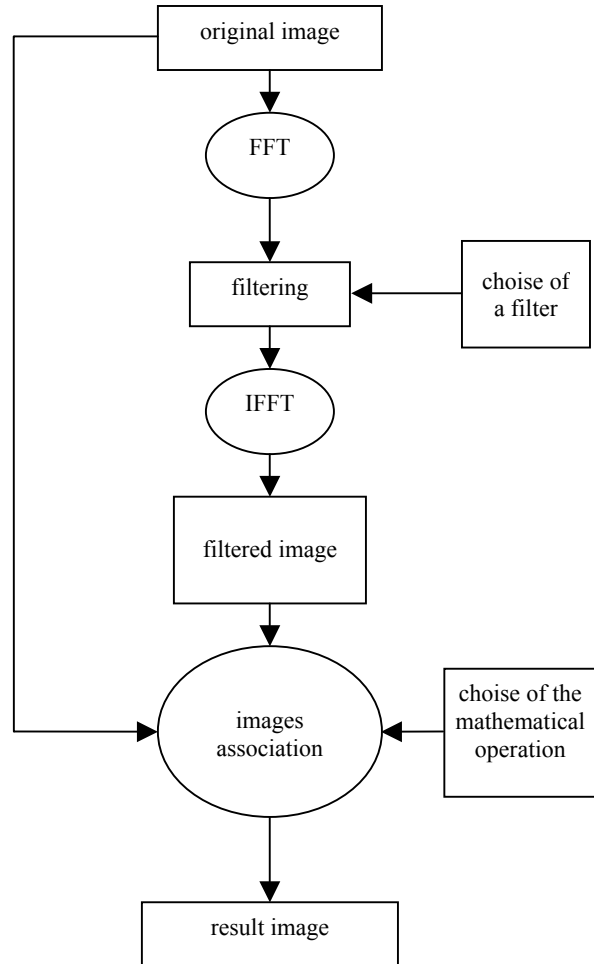 original image
FFT
filtering
choise of
a filter
IFFT
filtered image
images
association
choise of the
mathematical
operation
result image